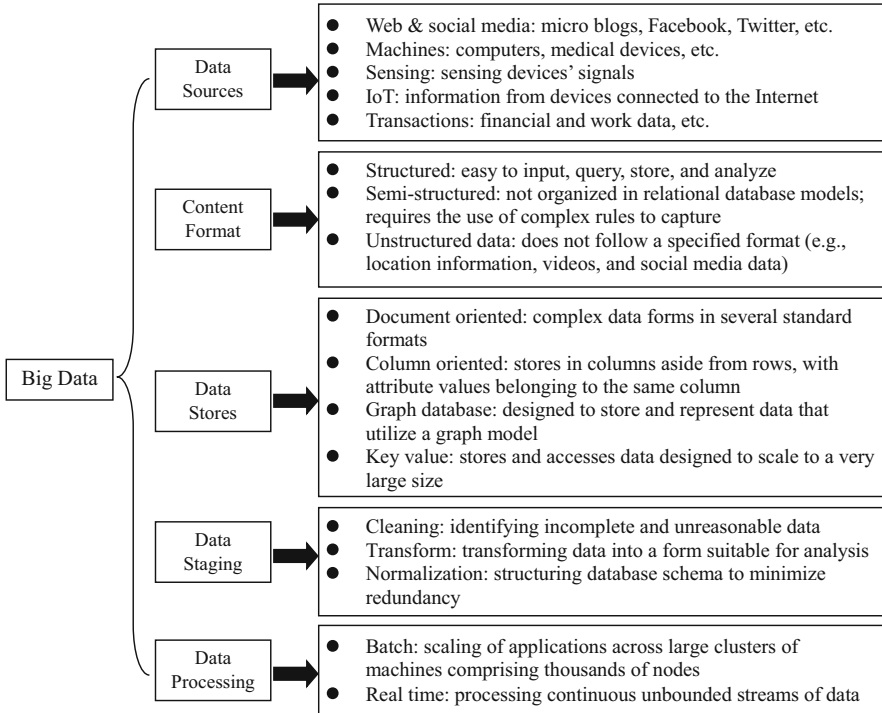 Big Data
Data
Sources
● Web & social media: micro blogs, Facebook, Twitter, etc.
● Machines: computers, medical devices, etc.
● Sensing: sensing devices’ signals
● IoT: information from devices connected to the Internet
● Transactions: financial and work data, etc.
Content
Format
● Structured: easy to input, query, store, and analyze
● Semi-structured: not organized in relational database models;
requires the use of complex rules to capture
● Unstructured data: does not follow a specified format (e.g.,
location information, videos, and social media data)
Data
Stores
● Document oriented: complex data forms in several standard
formats
● Column oriented: stores in columns aside from rows, with
attribute values belonging to the same column
● Graph database: designed to store and represent data that
utilize a graph model
● Key value: stores and accesses data designed to scale to a very
large size
Data
Staging
● Cleaning: identifying incomplete and unreasonable data
● Transform: transforming data into a form suitable for analysis
● Normalization: structuring database schema to minimize
redundancy
Data
Processing
● Batch: scaling of applications across large clusters of
machines comprising thousands of nodes
● Real time: processing continuous unbounded streams of data